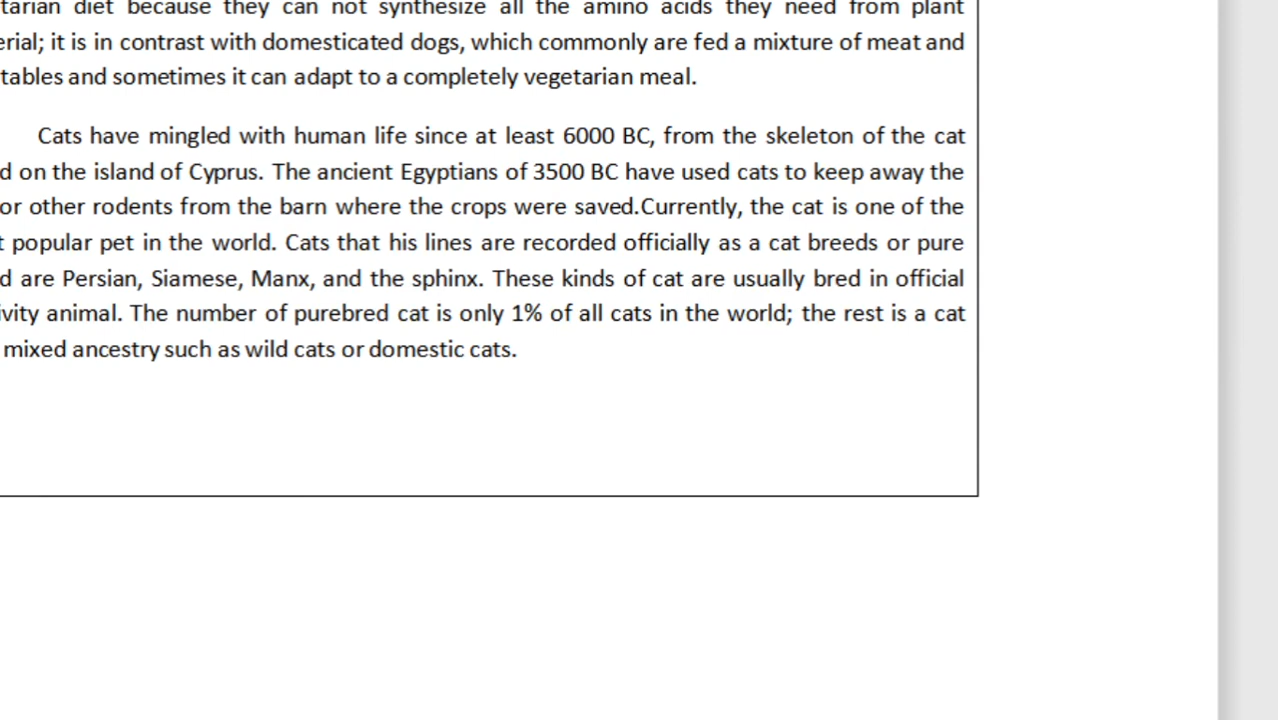 tarian diet because they can not synthesize all the amino acids they need from plant
erial; it is in contrast with domesticated dogs, which commonly are fed a mixture of meat and
tables and sometimes it can adapt to a completely vegetarian meal.
Cats have mingled with human life since at least 6000 BC, from the skeleton of the cat
d on the island of Cyprus. The ancient Egyptians of 3500 BC have used cats to keep away the
or other rodents from the barn where the crops were saved.Currently, the cat is one of the
t popular pet in the world. Cats that his lines are recorded officially as a cat breeds or pure
d are Persian, Siamese, Manx, and the sphinx. These kinds of cat are usually bred in official
ivity animal. The number of purebred cat is only 1% of all cats in the world; the rest is a cat
mixed ancestry such as wild cats or domestic cats.